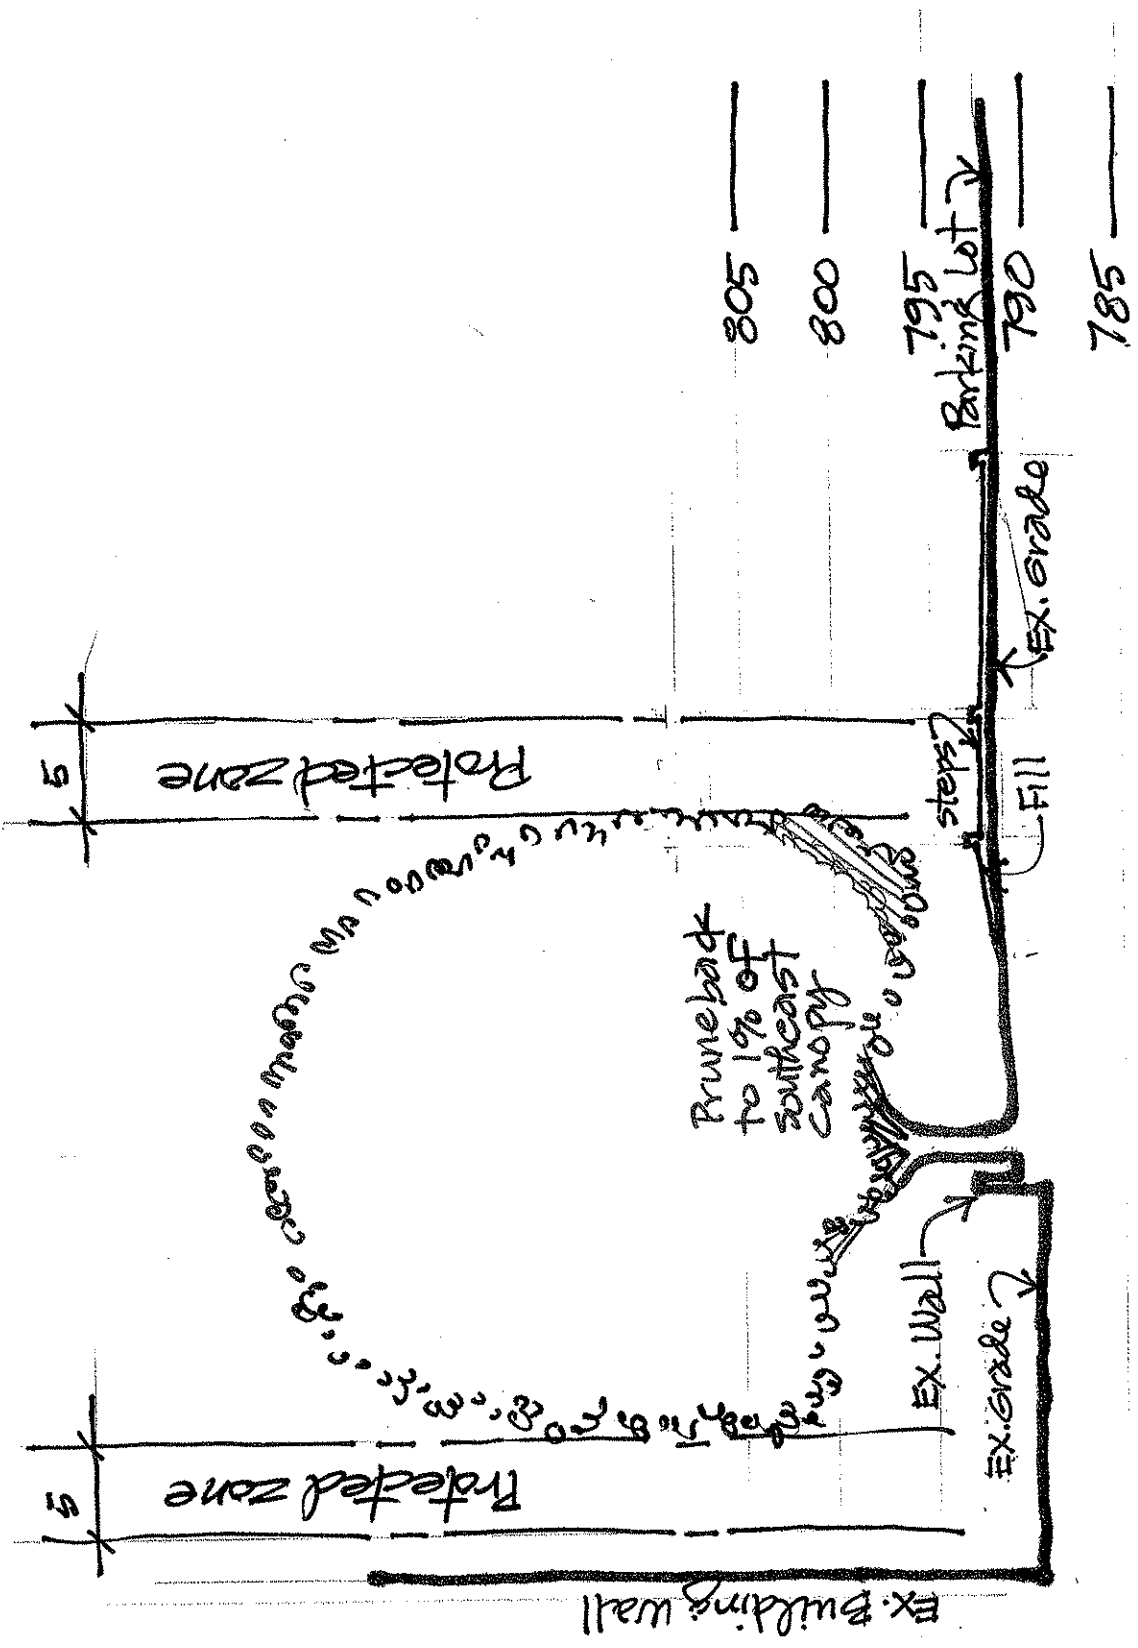 Ex. Building Wall
5
Protected zone
5
Protected zone
Ex. Wall
Ex. Grade
Prune back
to 1% of
southeast
canopy
steps
Fill
Ex. Grade
Parking Lot
805
800
795
790
785